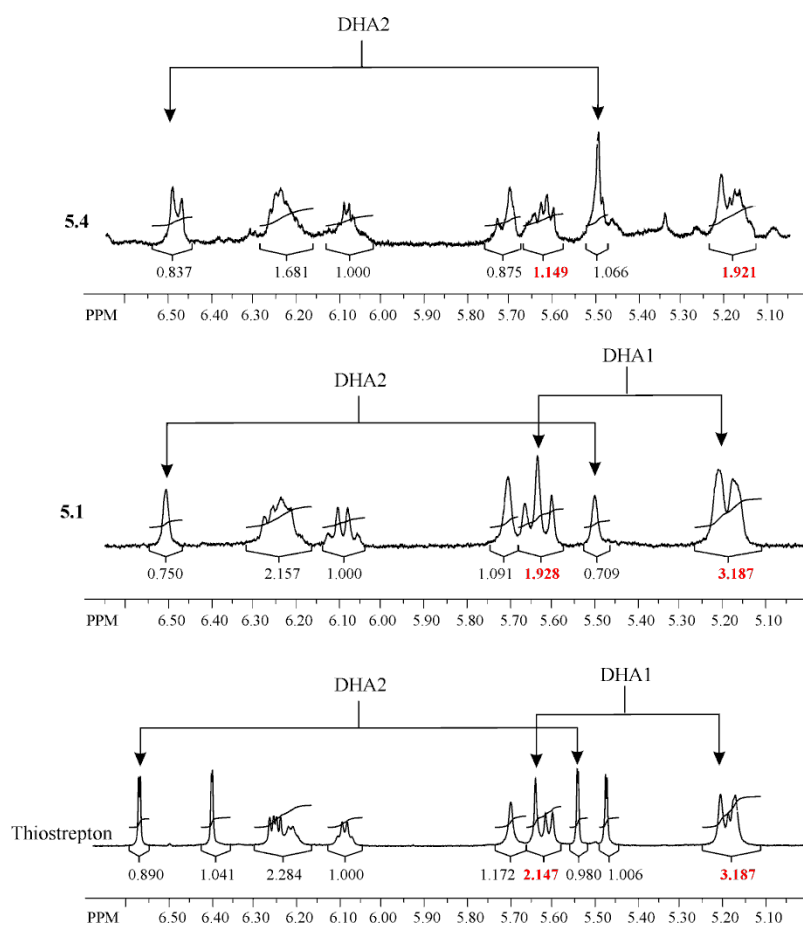 DHA2
5.4
0.837 1.681 1.000 0.875 1.149 1.066 1.921
PPM 6.50 6.40 6.30 6.20 6.10 6.00 5.90 5.80 5.70 5.60 5.50 5.40 5.30 5.20 5.10
DHA2 DHA1
5.1
0.750 2.157 1.000 1.091 1.928 0.709 3.187
PPM 6.50 6.40 6.30 6.20 6.10 6.00 5.90 5.80 5.70 5.60 5.50 5.40 5.30 5.20 5.10
DHA2 DHA1
Thiostrepton
0.890 1.041 2.284 1.000 1.172 2.147 0.980 1.006 3.187
PPM 6.50 6.40 6.30 6.20 6.10 6.00 5.90 5.80 5.70 5.60 5.50 5.40 5.30 5.20 5.10